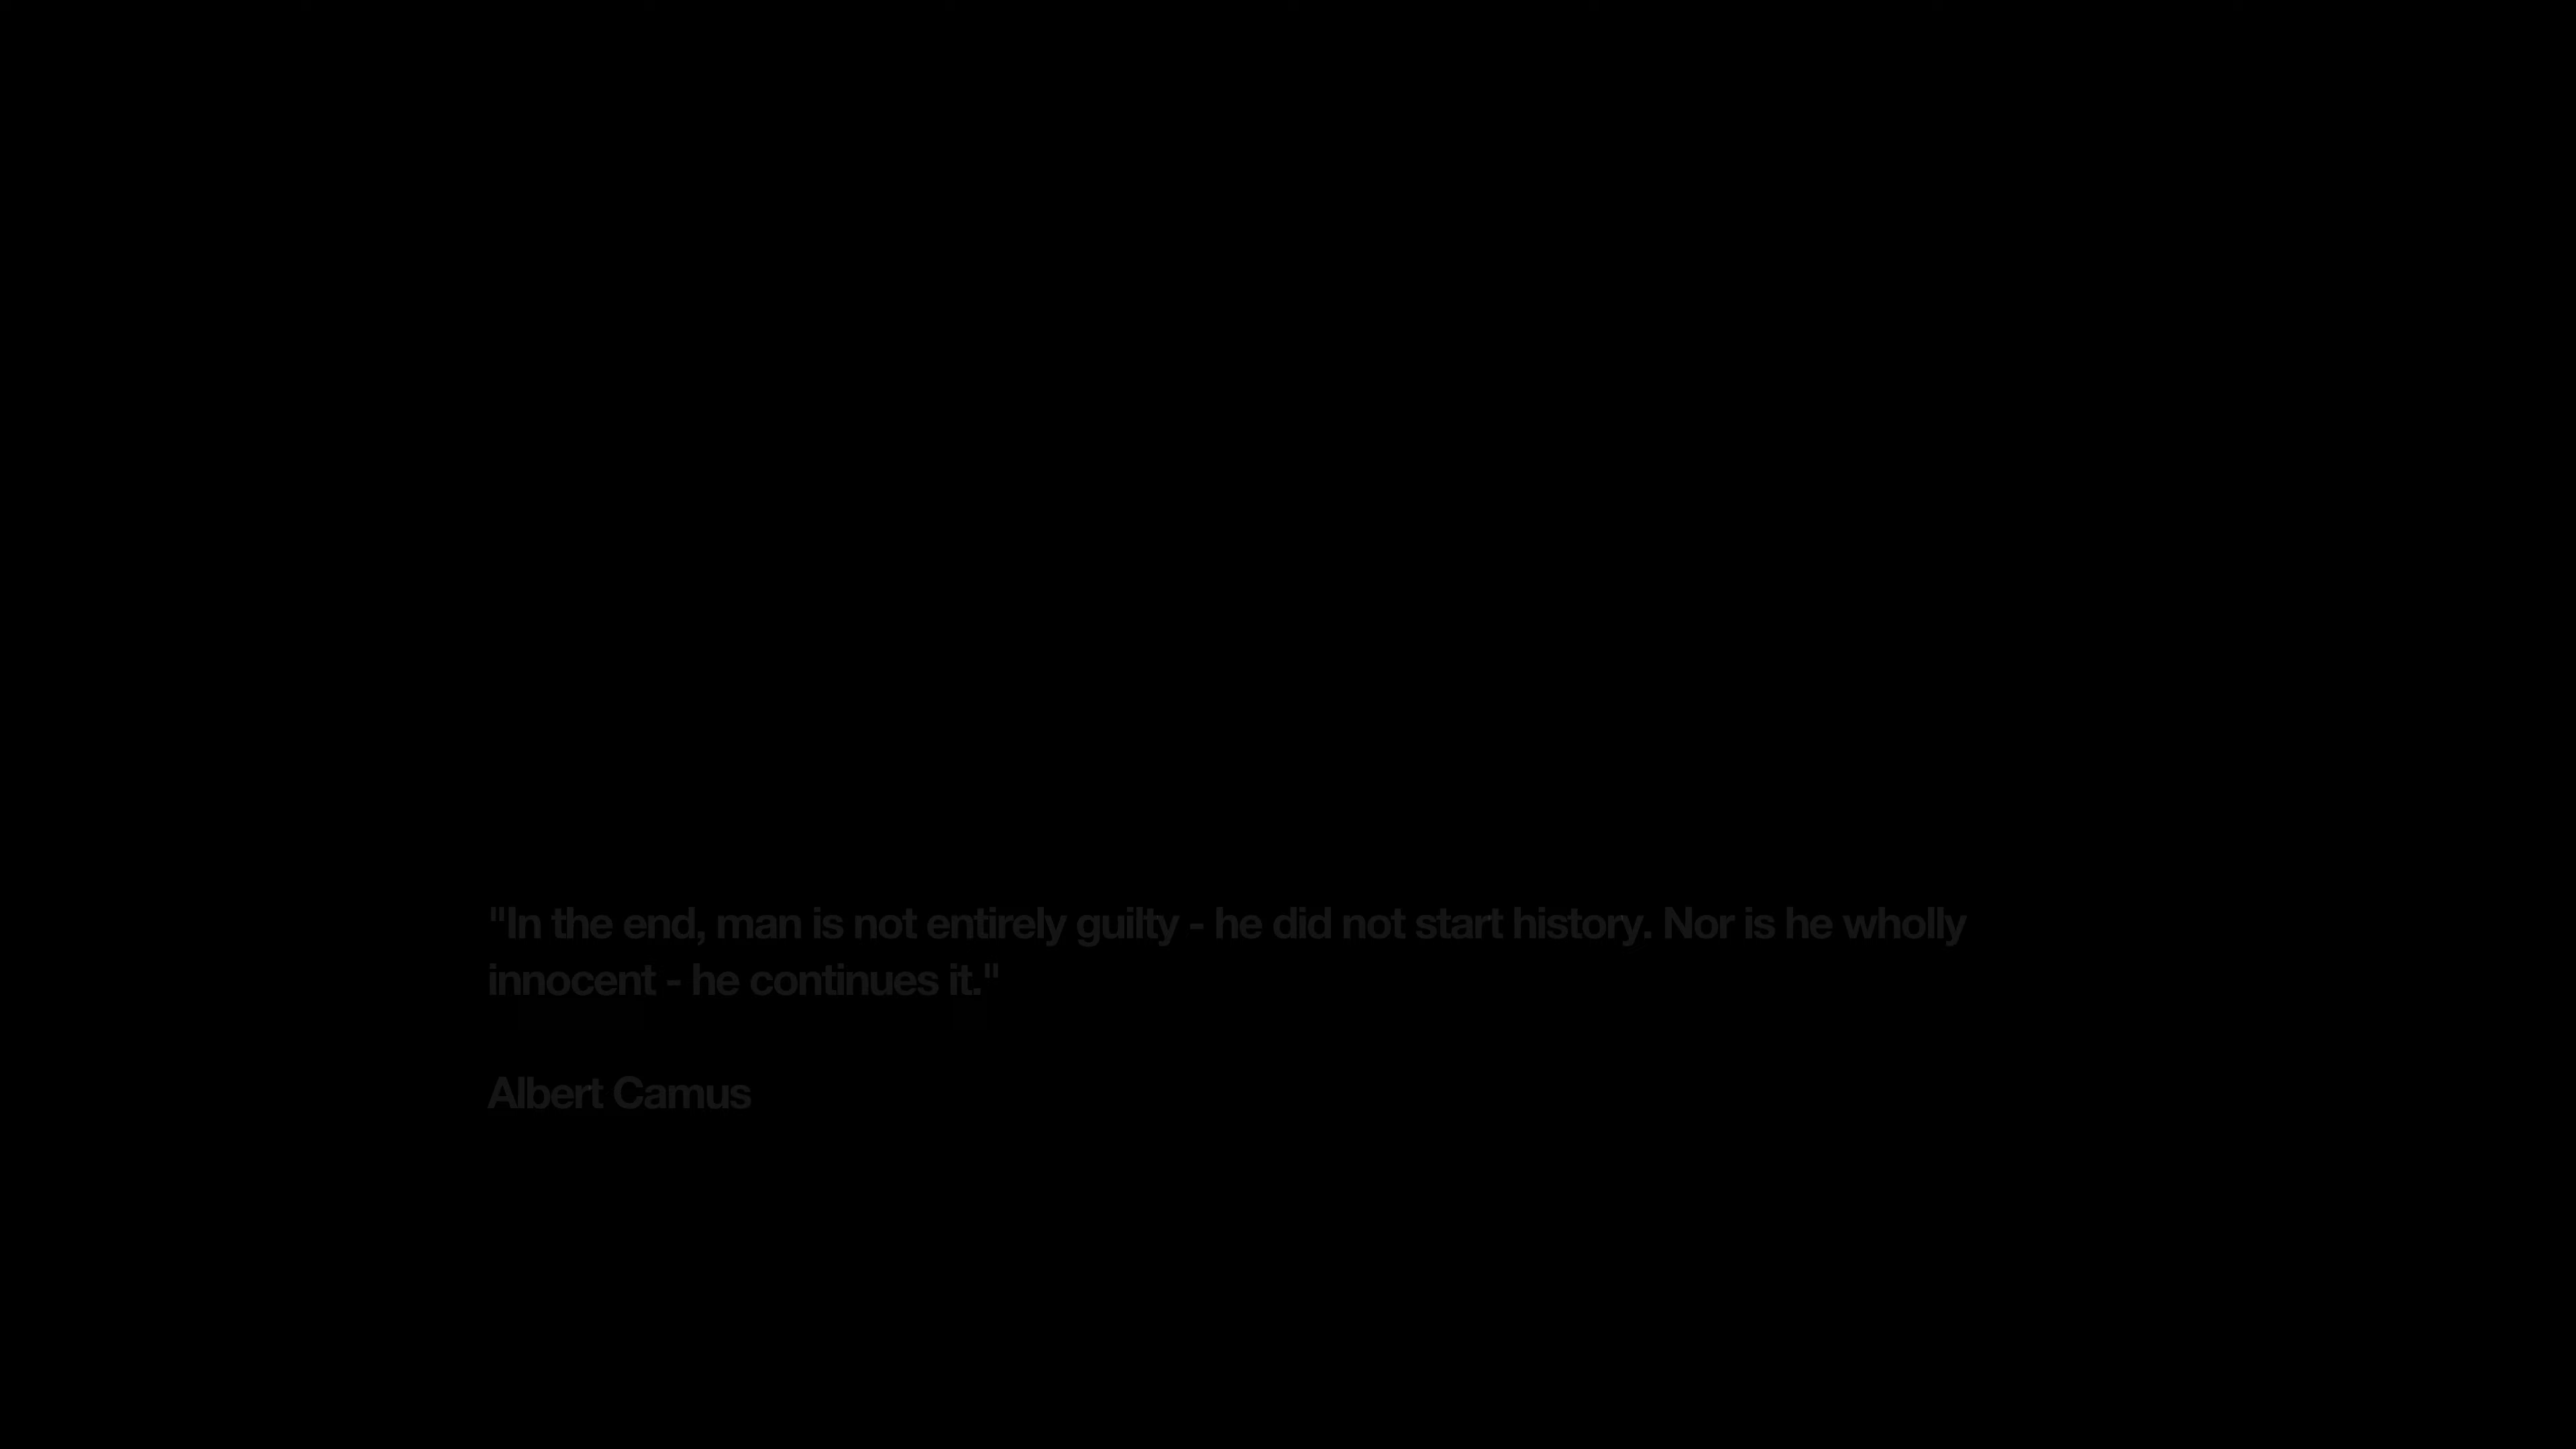 "In the end, man is not entirely guilty - he did not start history. Nor is he wholly
innocent - he continues it."
Albert Camus